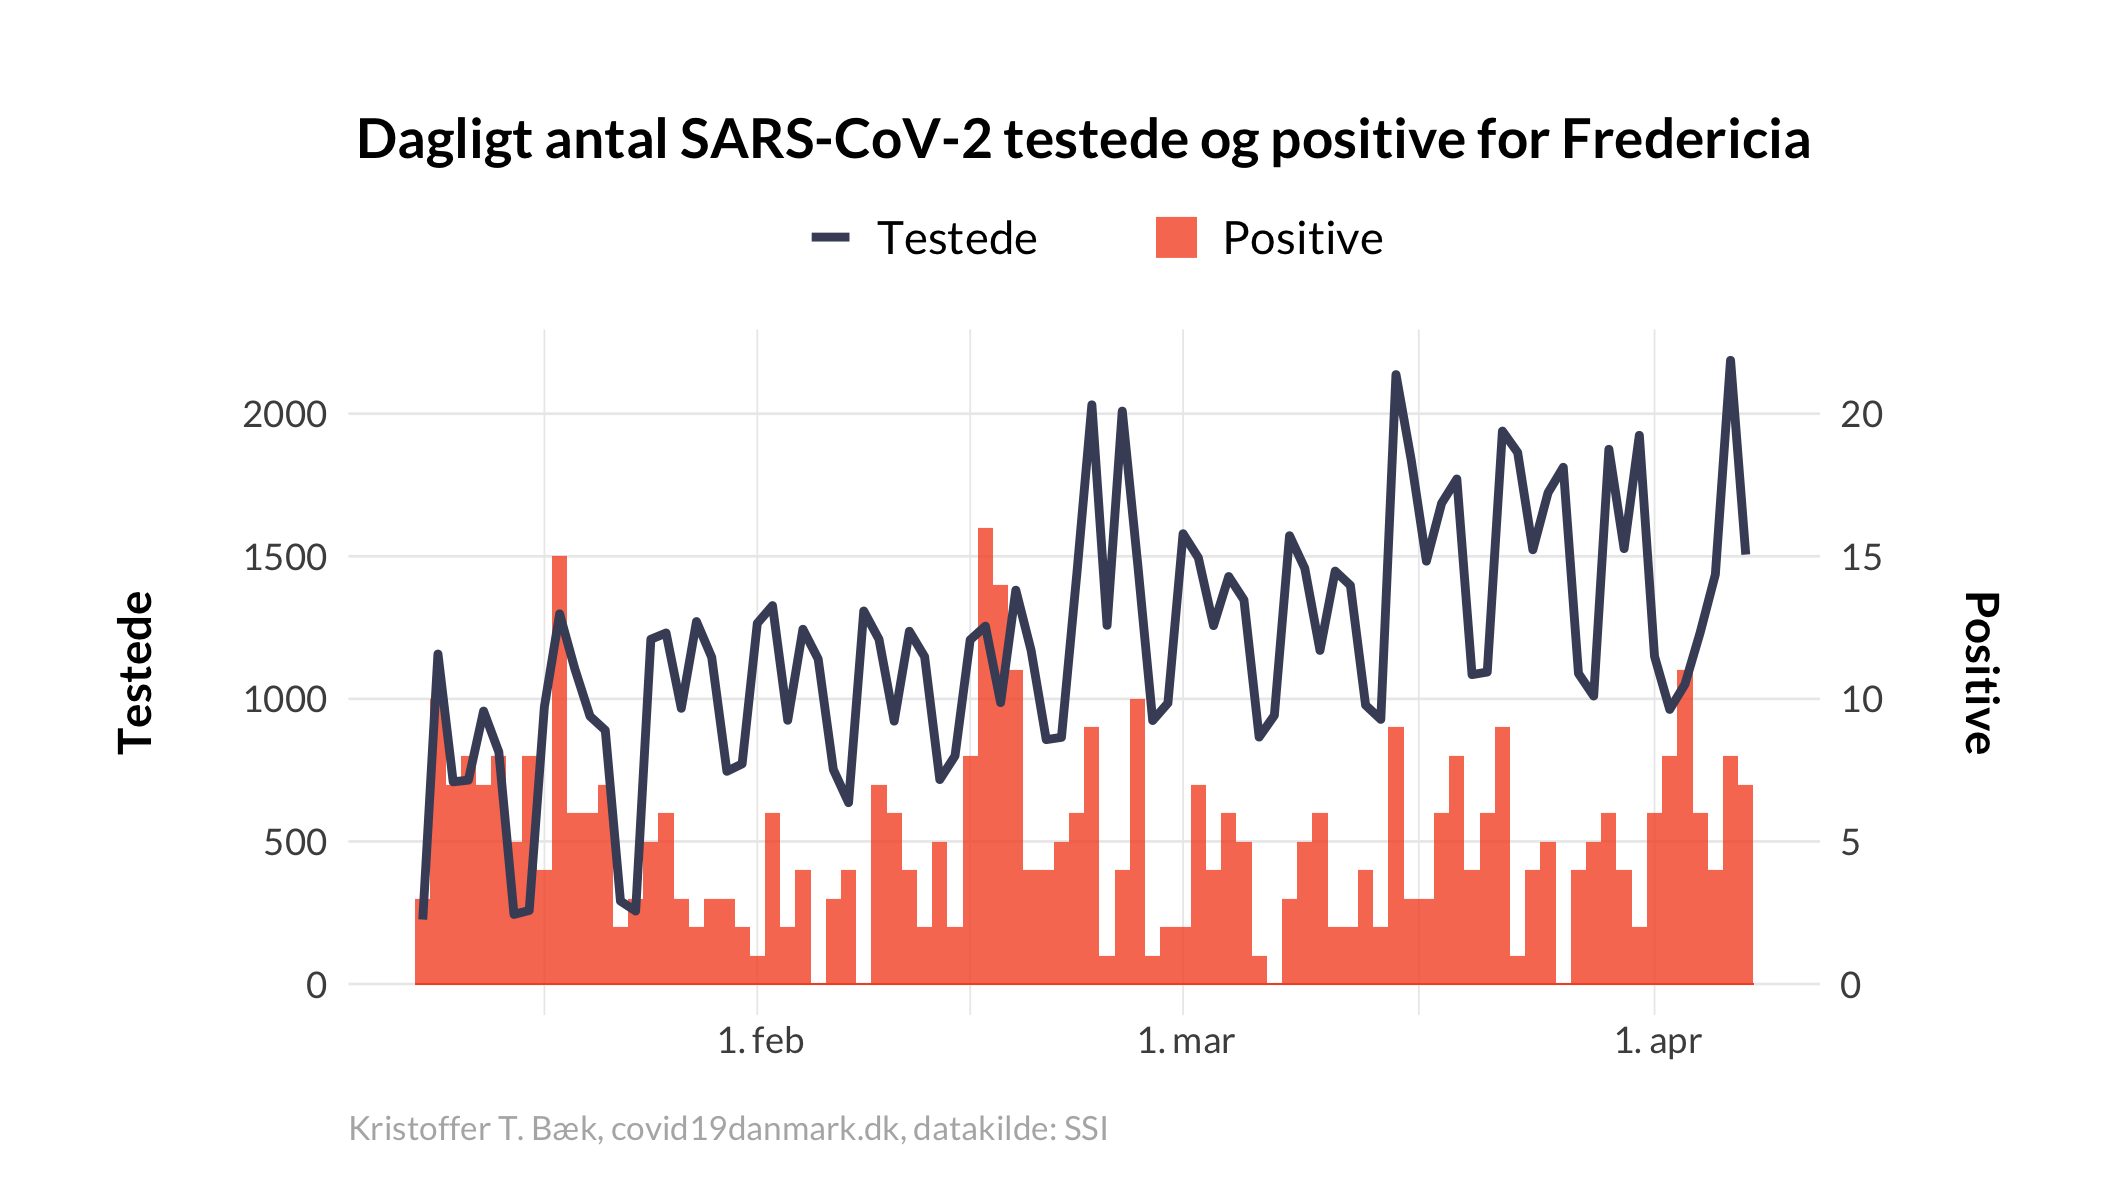 Dagligt antal SARS-CoV-2 testede og positive for Fredericia
Testede Positive
2000 20
1500 15
1000 10
500 5
0 0
Testede
Positive
1. feb 1. mar 1. apr
Kristoffer T. Bæk, covid19danmark.dk, datakilde: SSI